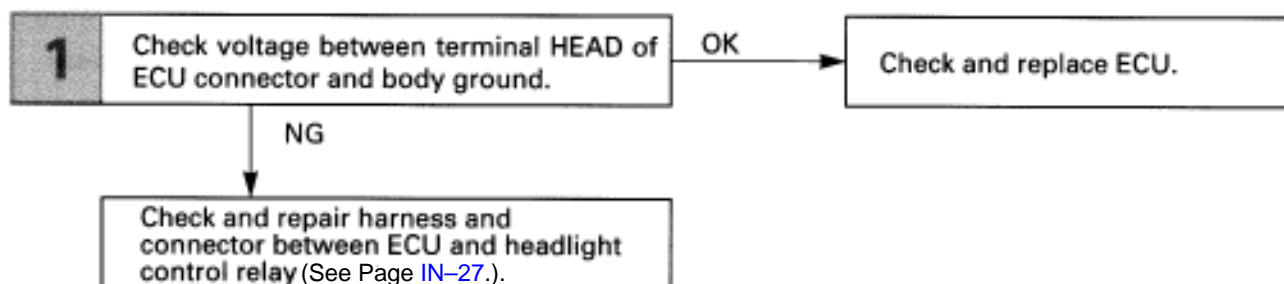 1
Check voltage between terminal HEAD of
ECU connector and body ground.
OK
Check and replace ECU.
NG
Check and repair harness and
connector between ECU and headlight
control relay (See Page IN–27.).